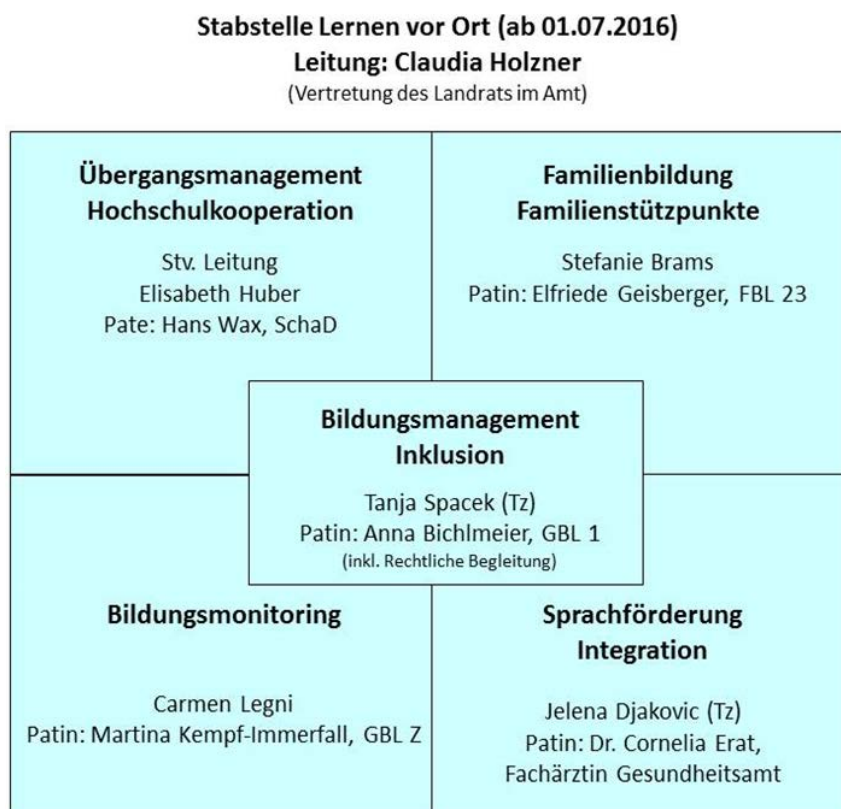 Stabstelle Lernen vor Ort (ab 01.07.2016)
Leitung: Claudia Holzner
(Vertretung des Landrats im Amt)
Übergangsmanagement
Hochschulkooperation
Stv. Leitung
Elisabeth Huber
Pate: Hans Wax, SchaD
Familienbildung
Familienstützpunkte
Stefanie Brams
Patin: Elfriede Geisberger, FBL 23
Bildungsmanagement
Inklusion
Tanja Spacek (Tz)
Patin: Anna Bichlmeier, GBL 1
(inkl. Rechtliche Begleitung)
Bildungsmonitoring
Carmen Legni
Patin: Martina Kempf-Immerfall, GBL Z
Sprachförderung
Integration
Jelena Djakovic (Tz)
Patin: Dr. Cornelia Erat,
Fachärztin Gesundheitsamt